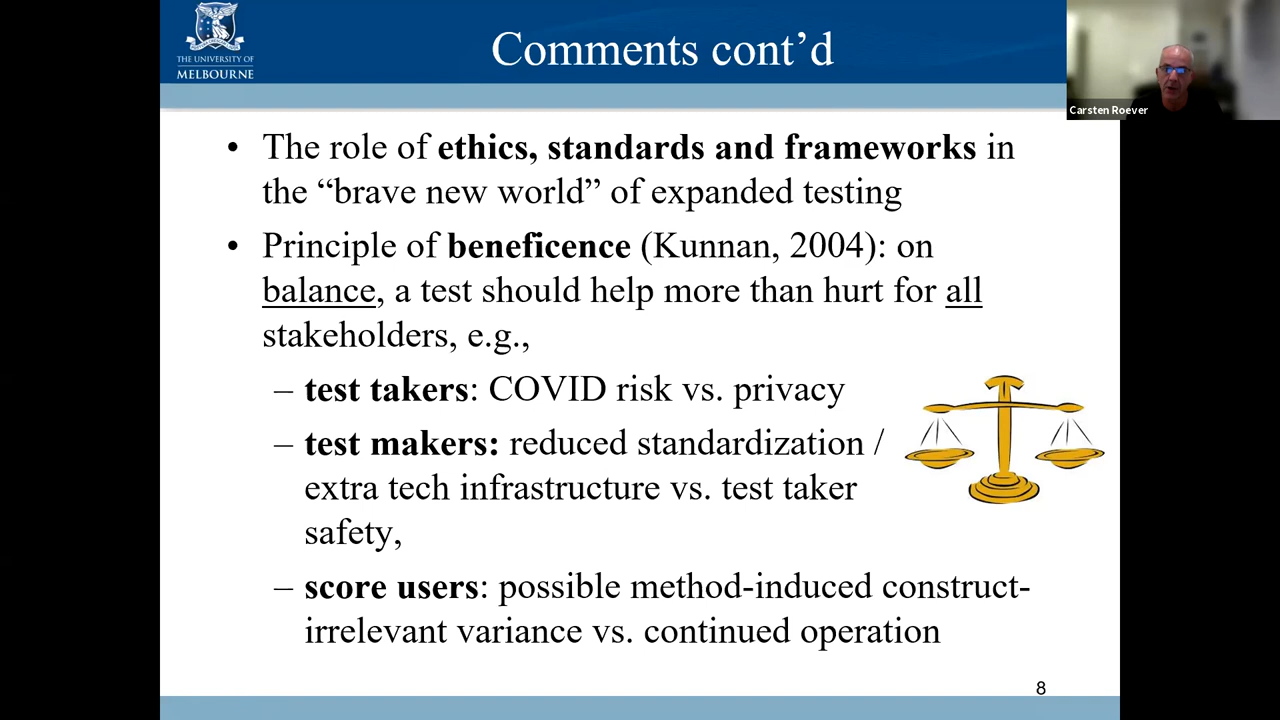 THE UNIVERSITY OF
MELBOURNE
Comments cont’d
Carsten Roever
• The role of ethics, standards and frameworks in
the “brave new world” of expanded testing
• Principle of beneficence (Kunnan, 2004): on
balance, a test should help more than hurt for all
stakeholders, e.g.,
– test takers: COVID risk vs. privacy
– test makers: reduced standardization /
extra tech infrastructure vs. test taker
safety,
– score users: possible method-induced construct-
irrelevant variance vs. continued operation
8